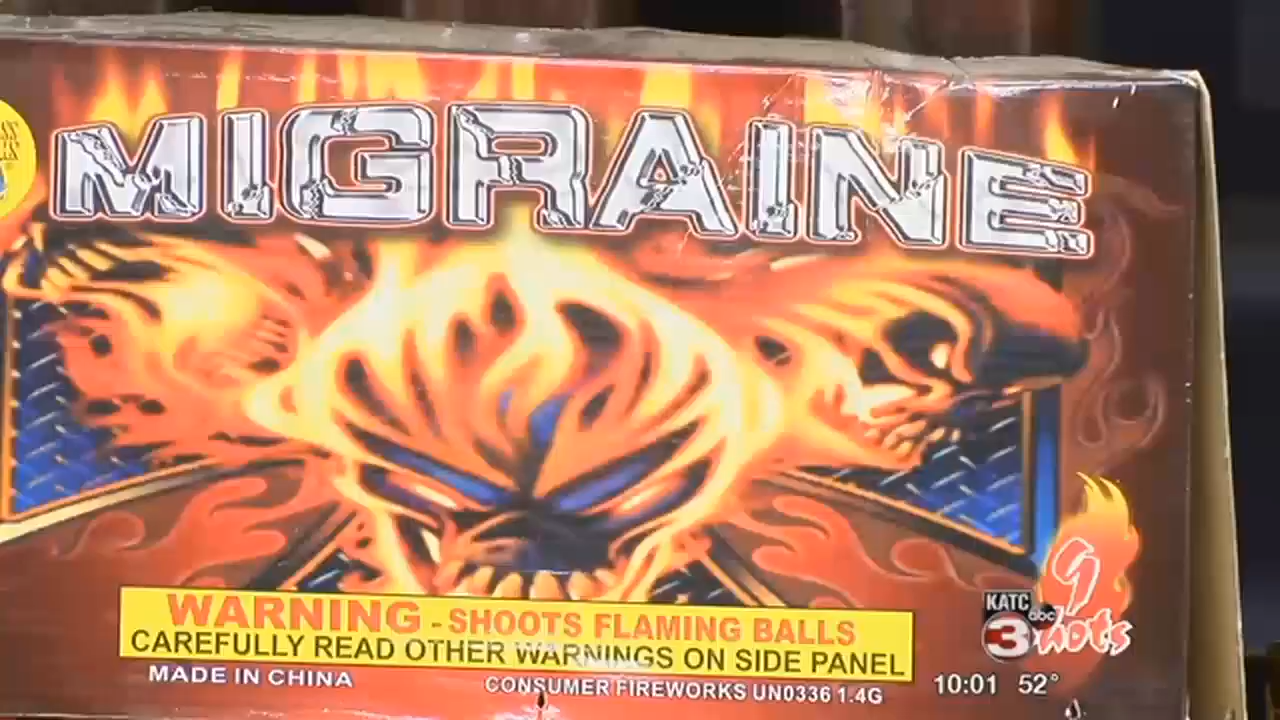 MIGRAINE
WARNING - SHOOTS FLAMING BALLS
CAREFULLY READ OTHER WARNINGS ON SIDE PANEL
MADE IN CHINA
CONSUMER FIREWORKS UN0336 1.4G
9
KATC
abc
3
10:01 52°